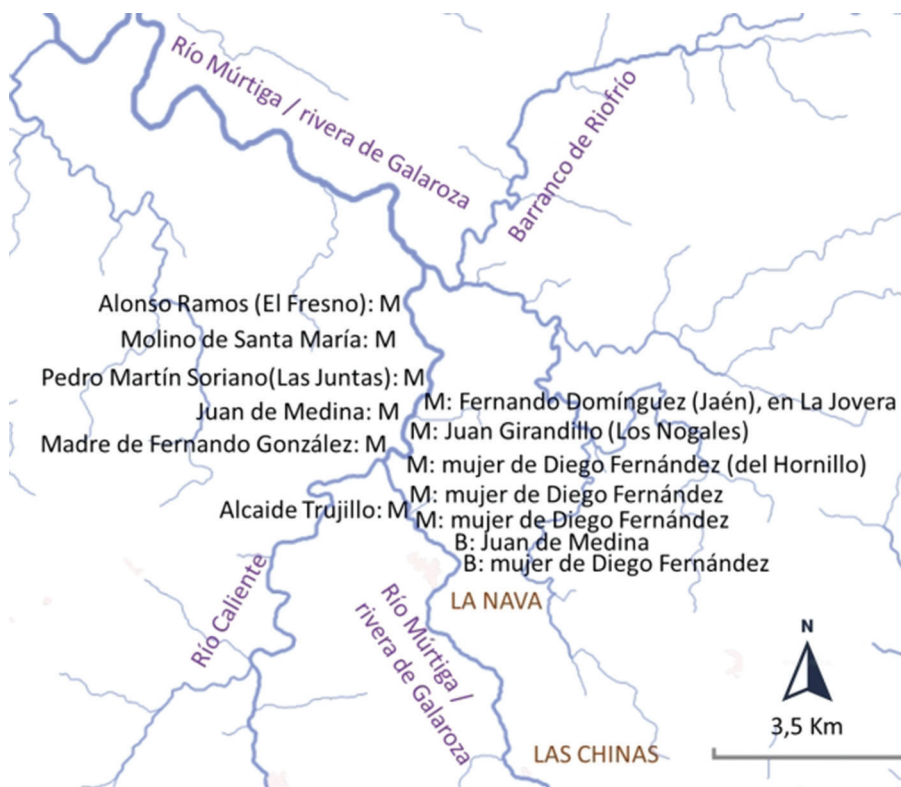 Río Múrtiga / rivera de Galaroza
Barranco de Riofrío
Alonso Ramos (El Fresno): M
Molino de Santa María: M
Pedro Martín Soriano(Las Juntas): M
M: Fernando Domínguez (Jaén), en La Jovera
Juan de Medina: M
M: Juan Girandillo (Los Nogales)
Madre de Fernando González: M
M: mujer de Diego Fernández (del Hornillo)
M: mujer de Diego Fernández
Alcaide Trujillo: M
M: mujer de Diego Fernández
B: Juan de Medina
B: mujer de Diego Fernández
Río Caliente
LA NAVA
Río Múrtiga /
rivera de Galaroza
N
3,5 Km
LAS CHINAS